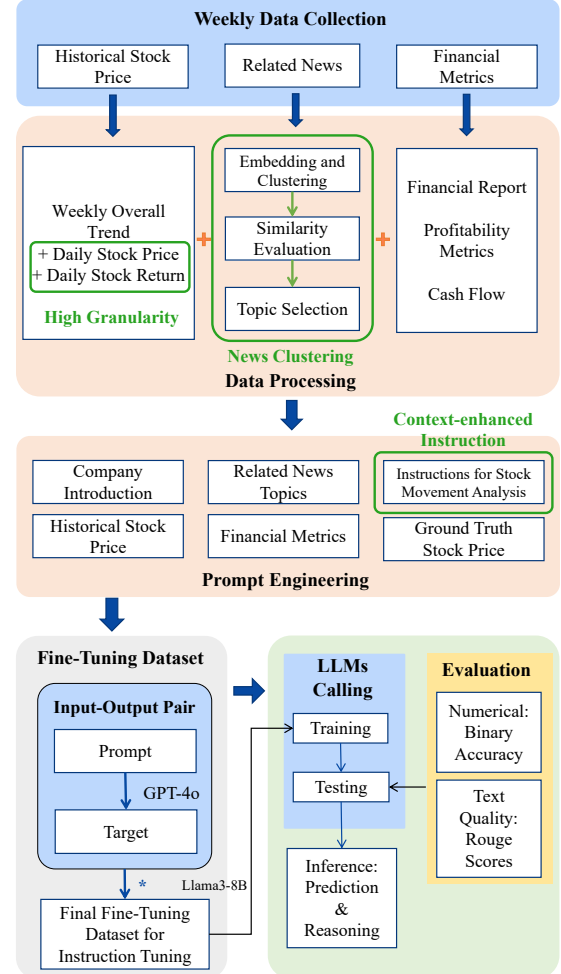 Weekly Data Collection
Historical Stock
Price
Related News
Financial
Metrics
Weekly Overall
Trend
+ Daily Stock Price
+ Daily Stock Return
High Granularity
+
Embedding and
Clustering
Similarity
Evaluation
Topic Selection
News Clustering
+
Financial Report
Profitability
Metrics
Cash Flow
Data Processing
Context-enhanced
Instruction
Company
Introduction
Related News
Topics
Instructions for Stock
Movement Analysis
Historical Stock
Price
Financial Metrics
Ground Truth
Stock Price
Prompt Engineering
Fine-Tuning Dataset
Input-Output Pair
Prompt
GPT-4o
Target
*
Llama3-8B
Final Fine-Tuning
Dataset for
Instruction Tuning
LLMs
Calling
Training
Testing
Inference:
Prediction
&
Reasoning
Evaluation
Numerical:
Binary
Accuracy
Text
Quality:
Rouge
Scores